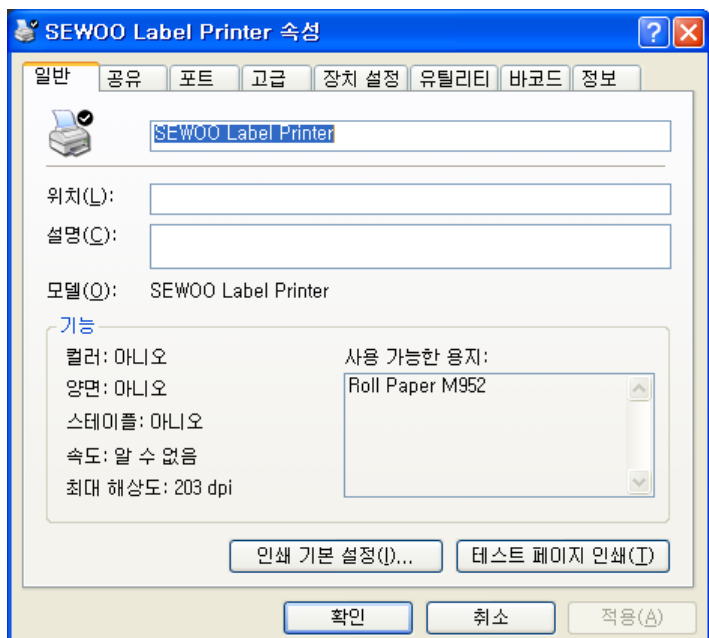 SEWOO Label Printer 속성
일반 공유 포트 고급 장치 설정 유틸리티 바코드 정보
SEWOO Label Printer
위치(L):
설명(C):
모델(O): SEWOO Label Printer
기능
컬러: 아니오 사용 가능한 용지:
양면: 아니오 Roll Paper M952
스테이플: 아니오
속도: 알 수 없음
최대 해상도: 203 dpi
인쇄 기본 설정(I)... 테스트 페이지 인쇄(T)
확인 취소 적용(A)